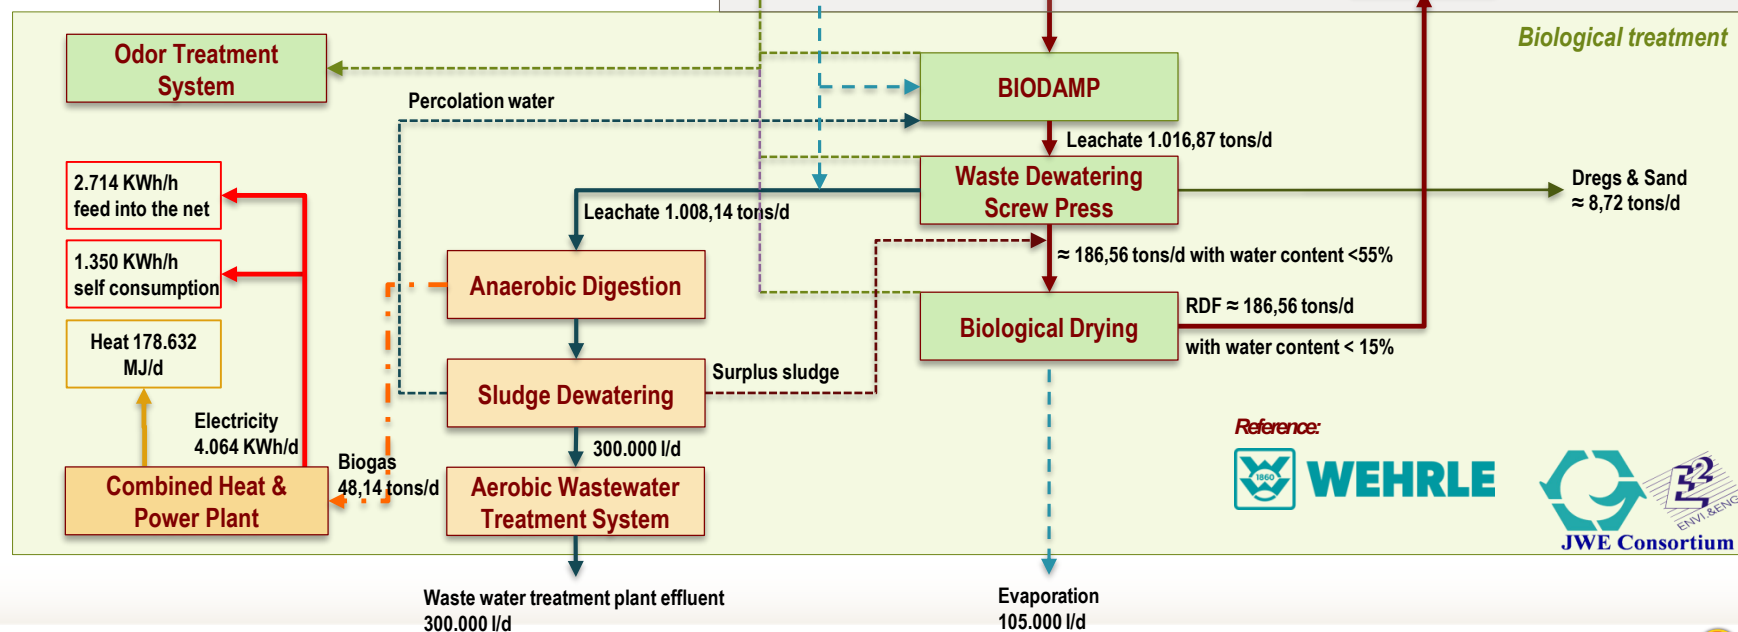 Biological treatment
Odor Treatment
System
BIODAMP
Percolation water
Leachate 1.016,87 tons/d
2.714 KWh/h
feed into the net
Waste Dewatering
Screw Press
Dregs & Sand
≈ 8,72 tons/d
Leachate 1.008,14 tons/d
1.350 KWh/h
self consumption
≈ 186,56 tons/d with water content <55%
Anaerobic Digestion
RDF ≈ 186,56 tons/d
Biological Drying
with water content < 15%
Heat 178.632
MJ/d
Surplus sludge
Sludge Dewatering
Electricity
4.064 KWh/d
300.000 l/d
Biogas
48,14 tons/d
Reference:
1860
WEHRLE
Combined Heat &
Power Plant
Aerobic Wastewater
Treatment System
ENVI.&ENG
JWE Consortium
Waste water treatment plant effluent
300.000 l/d
Evaporation
105.000 l/d